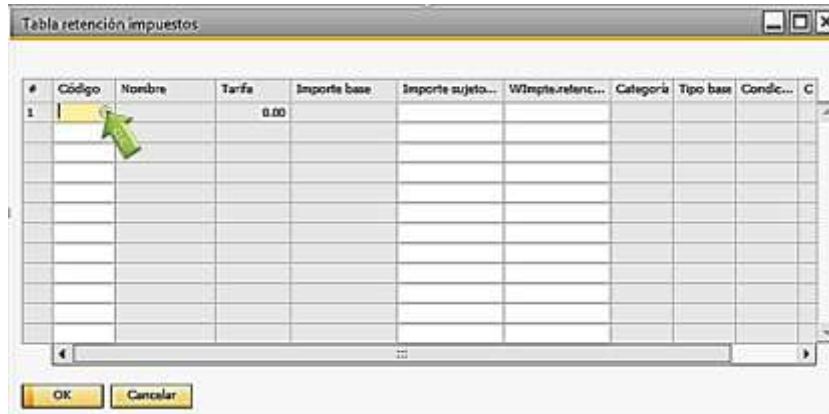 Tabla retención impuestos
# Código Nombre Tarifa Importe base Importe sujeto... WImpte.retenc... Categoría Tipo base Condic... C
1 0.00
OK Cancelar